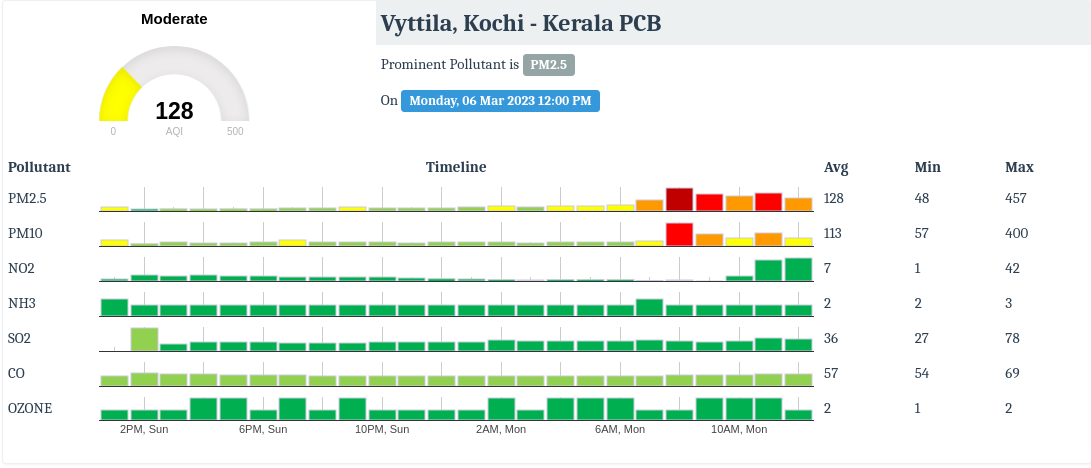 Moderate
128
0 AQI 500
Vyttila, Kochi - Kerala PCB
Prominent Pollutant is PM2.5
On Monday, 06 Mar 2023 12:00 PM
Pollutant Timeline Avg Min Max
PM2.5 128 48 457
PM10 113 57 400
NO2 7 1 42
NH3 2 2 3
SO2 36 27 78
CO 57 54 69
OZONE 2 1 2
2PM, Sun 6PM, Sun 10PM, Sun 2AM, Mon 6AM, Mon 10AM, Mon